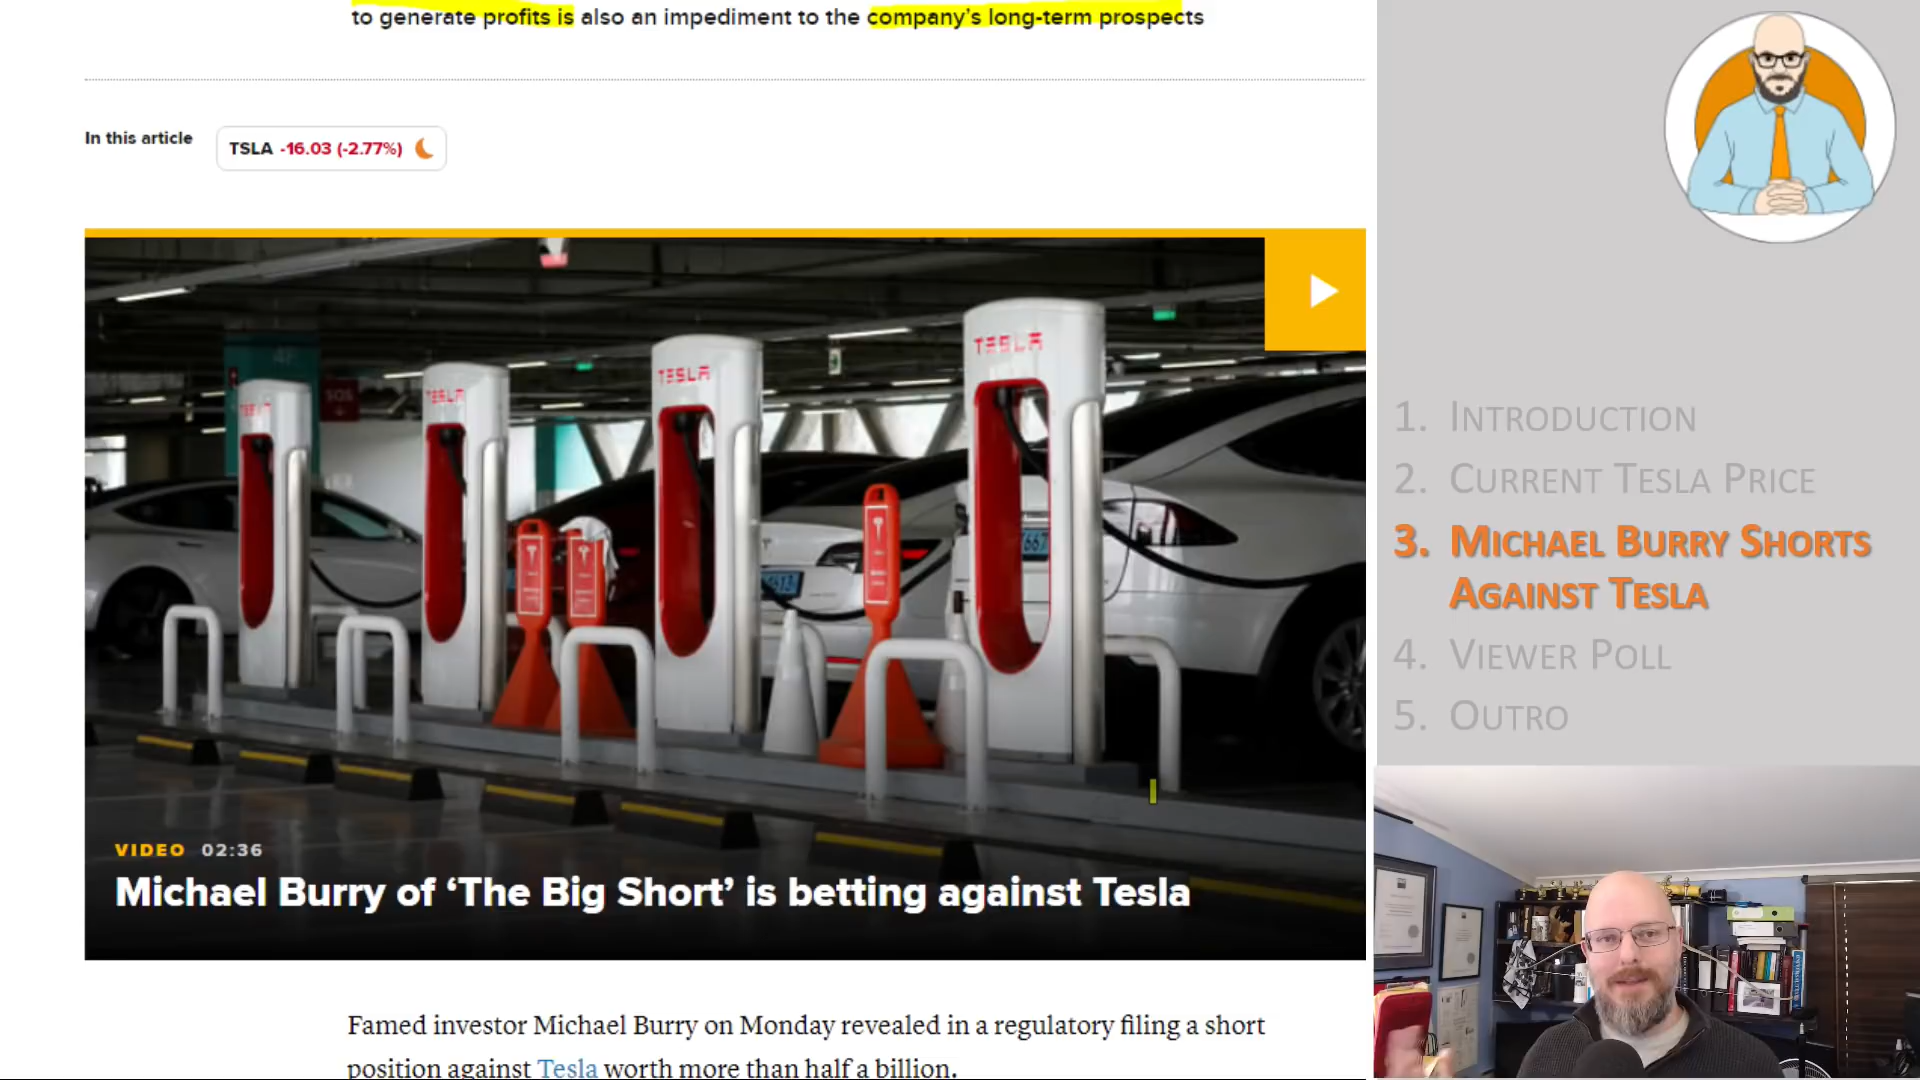 to generate profits is also an impediment to the company’s long-term prospects
In this article
TSLA -16.03 (-2.77%)
TESLA
TESLA
TESLA
TESLA
SOS
VIDEO 02:36
Michael Burry of ‘The Big Short’ is betting against Tesla
Famed investor Michael Burry on Monday revealed in a regulatory filing a short
position against Tesla worth more than half a billion.
1. INTRODUCTION
2. CURRENT TESLA PRICE
3. MICHAEL BURRY SHORTS
AGAINST TESLA
4. VIEWER POLL
5. OUTRO